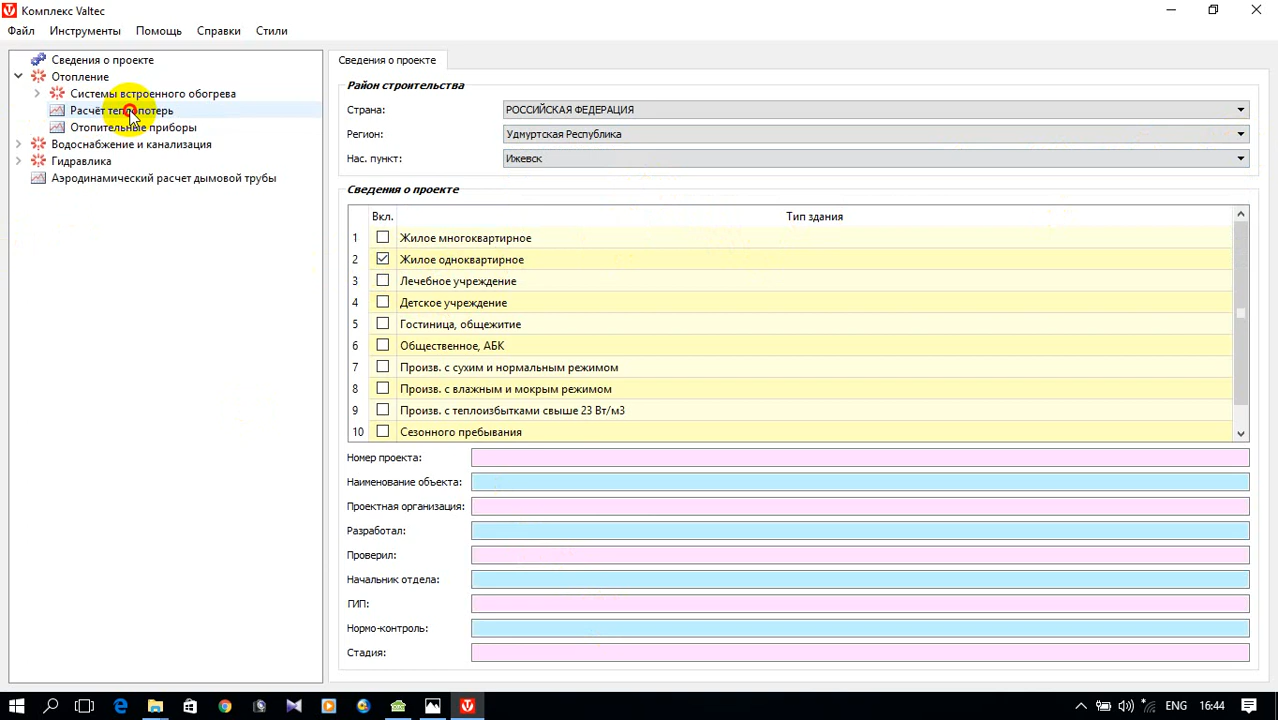 Комплекс Valtec
Файл Инструменты Помощь Справки Стили
Сведения о проекте
Отопление
Системы встроенного обогрева
Расчёт теплопотерь
Отопительные приборы
Водоснабжение и канализация
Гидравлика
Аэродинамический расчет дымовой трубы
Сведения о проекте
Район строительства
Страна: РОССИЙСКАЯ ФЕДЕРАЦИЯ
Регион: Удмуртская Республика
Нас. пункт: Ижевск
Сведения о проекте
Вкл. Тип здания
1 Жилое многоквартирное
2 Жилое одноквартирное
3 Лечебное учреждение
4 Детское учреждение
5 Гостиница, общежитие
6 Общественное, АБК
7 Произв. с сухим и нормальным режимом
8 Произв. с влажным и мокрым режимом
9 Произв. с теплоизбытками свыше 23 Вт/м3
10 Сезонного пребывания
Номер проекта:
Наименование объекта:
Проектная организация:
Разработал:
Проверил:
Начальник отдела:
ГИП:
Нормо-контроль:
Стадия:
ENG 16:44